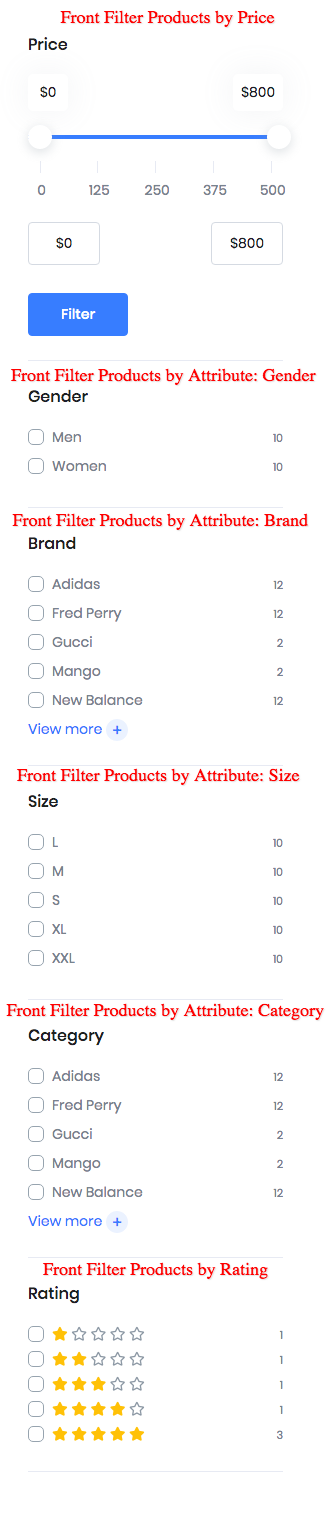 Front Filter Products by Price
Price
$0 $800
0 125 250 375 500
$0 $800
Filter
Front Filter Products by Attribute: Gender
Gender
Men 10
Women 10
Front Filter Products by Attribute: Brand
Brand
Adidas 12
Fred Perry 12
Gucci 2
Mango 2
New Balance 12
View more +
Front Filter Products by Attribute: Size
Size
L 10
M 10
S 10
XL 10
XXL 10
Front Filter Products by Attribute: Category
Category
Adidas 12
Fred Perry 12
Gucci 2
Mango 2
New Balance 12
View more +
Front Filter Products by Rating
Rating
1
1
1
1
3